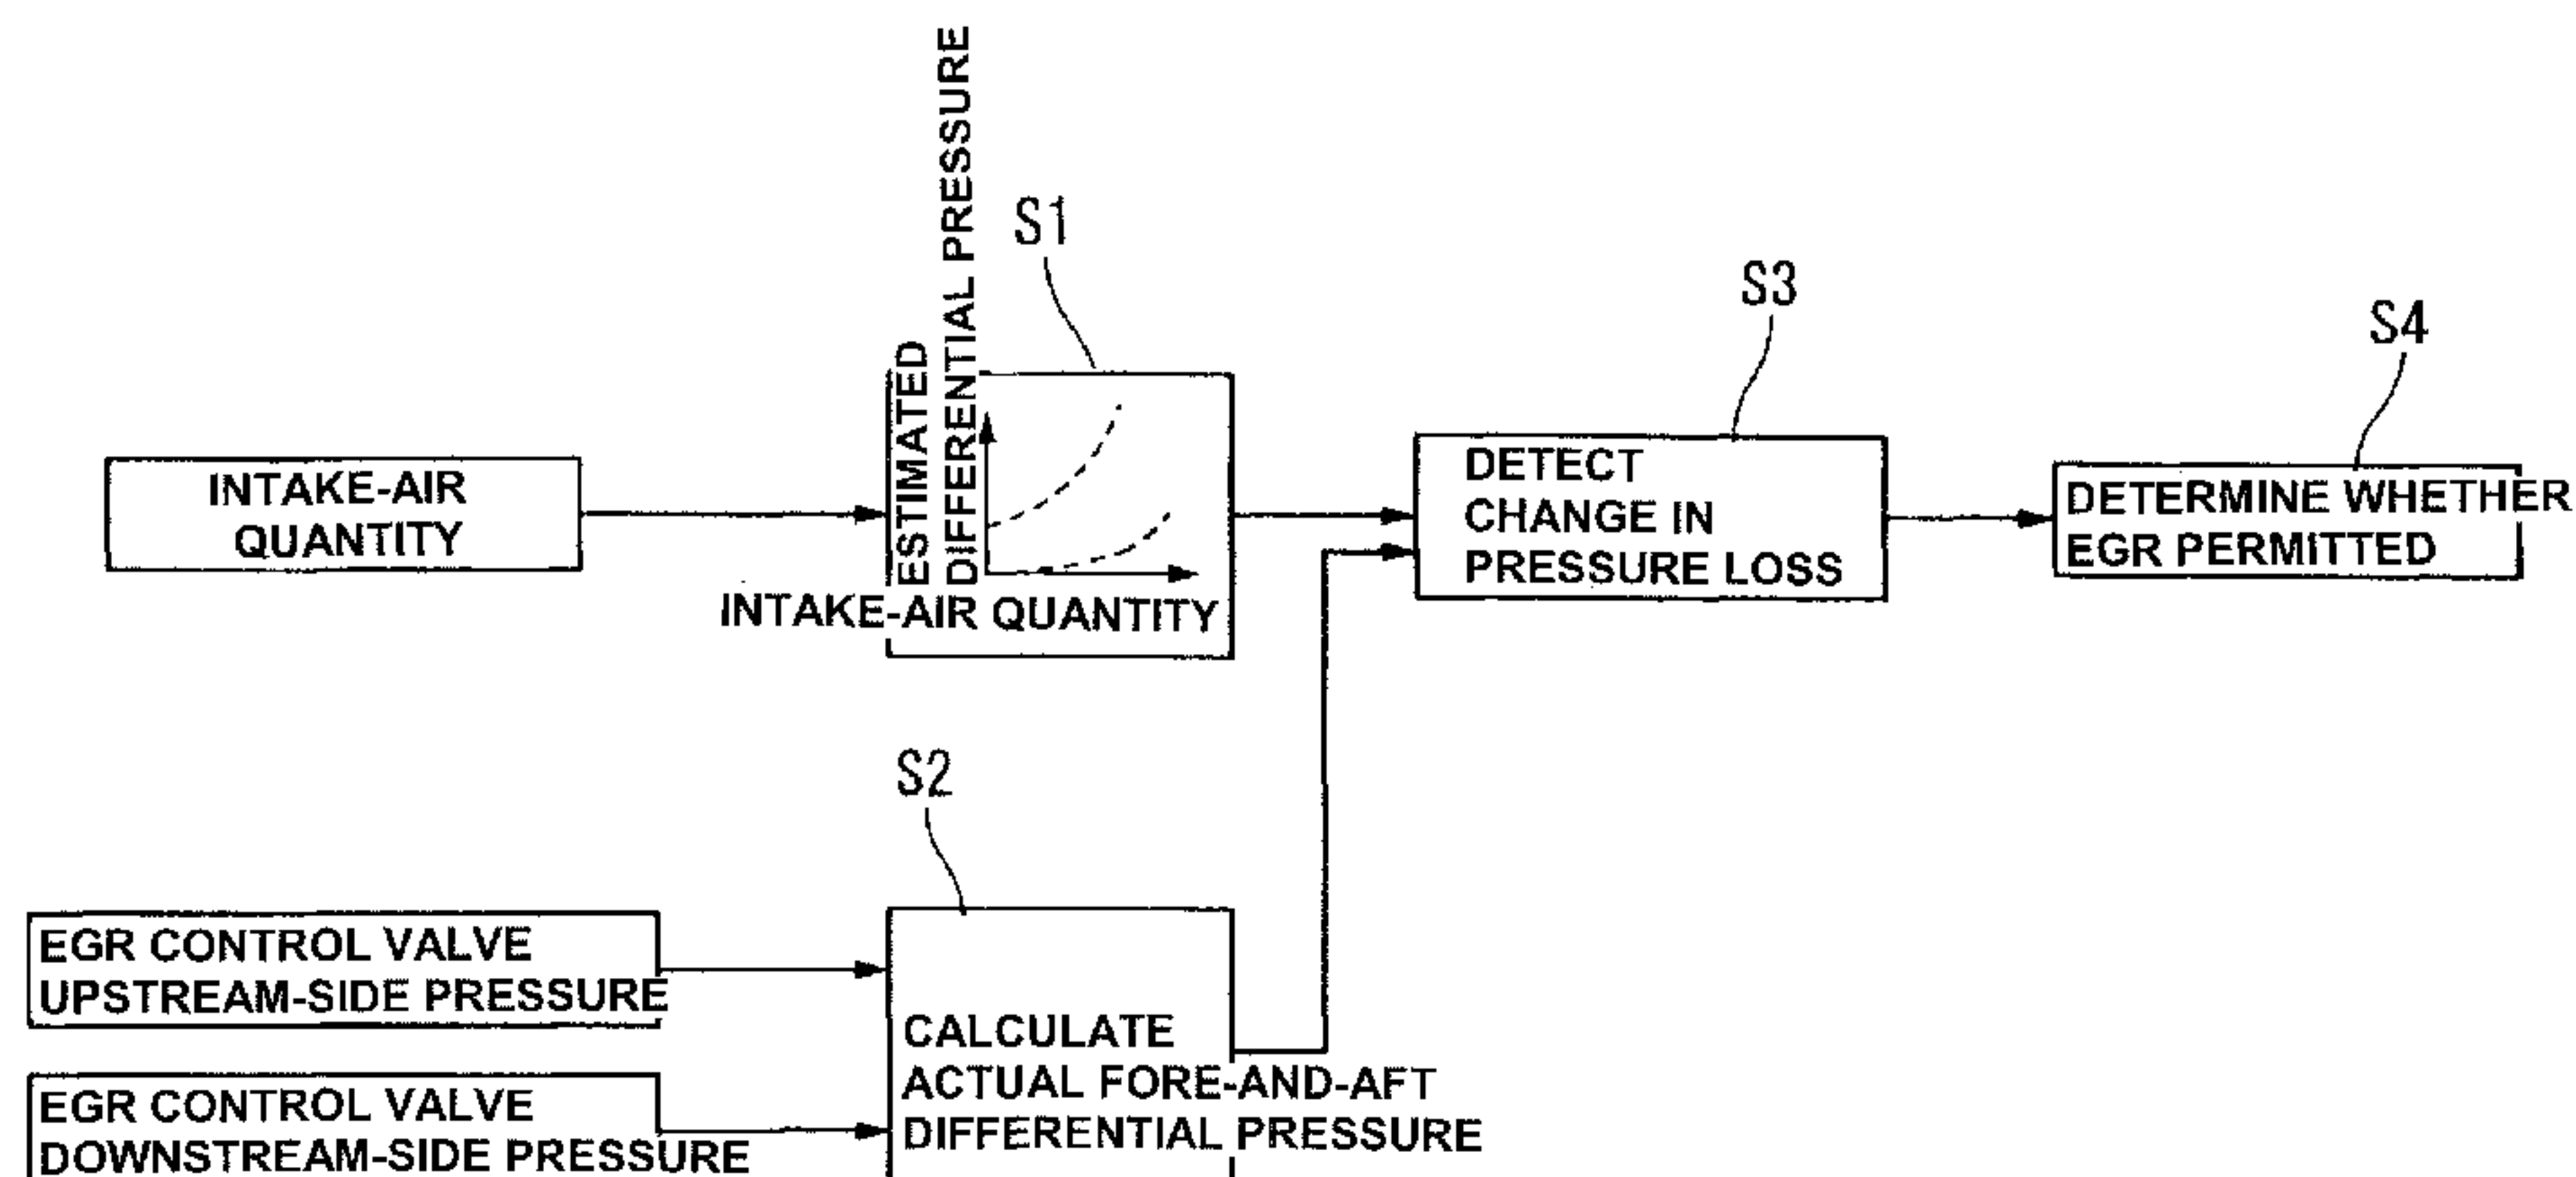 S1
S3
S4
ESTIMATED
DIFFERENTIAL PRESSURE
INTAKE-AIR
QUANTITY
INTAKE-AIR QUANTITY
DETECT
CHANGE IN
PRESSURE LOSS
DETERMINE WHETHER
EGR PERMITTED
S2
EGR CONTROL VALVE
UPSTREAM-SIDE PRESSURE
EGR CONTROL VALVE
DOWNSTREAM-SIDE PRESSURE
CALCULATE
ACTUAL FORE-AND-AFT
DIFFERENTIAL PRESSURE